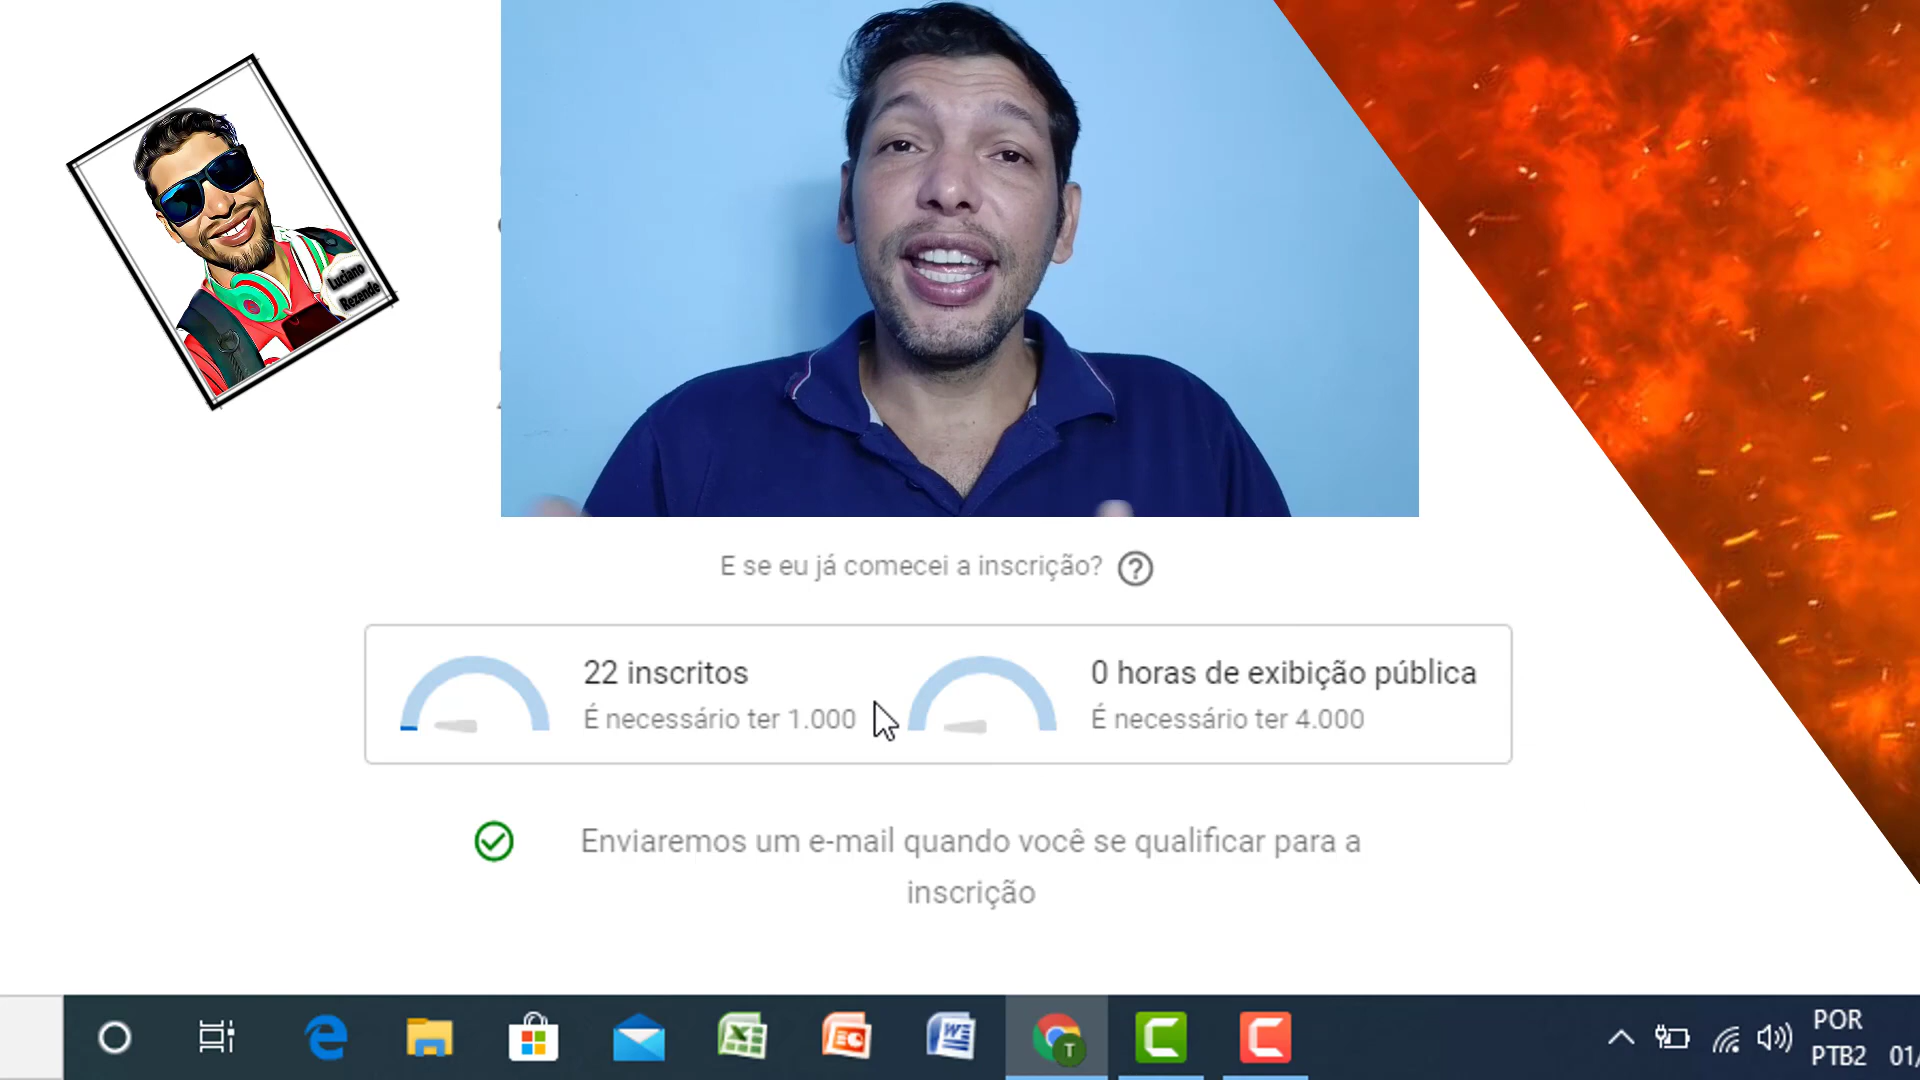 Luciano
Rezende
E se eu já comecei a inscrição?
22 inscritos
É necessário ter 1.000
0 horas de exibição pública
É necessário ter 4.000
Enviaremos um e-mail quando você se qualificar para a
inscrição
T
POR
PTB2
01/